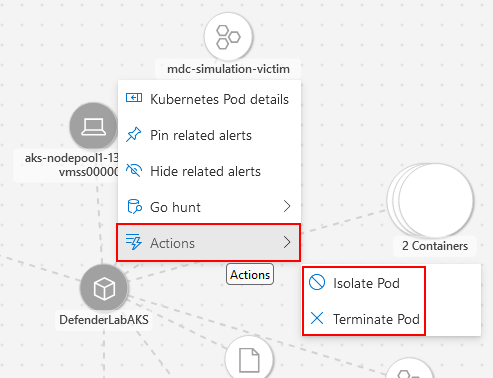 mdc-simulation-victim
Kubernetes Pod details
Pin related alerts
aks-nodepool1-13
vmss00000
Hide related alerts
Go hunt
Actions
2 Containers
Actions
Isolate Pod
Terminate Pod
DefenderLabAKS